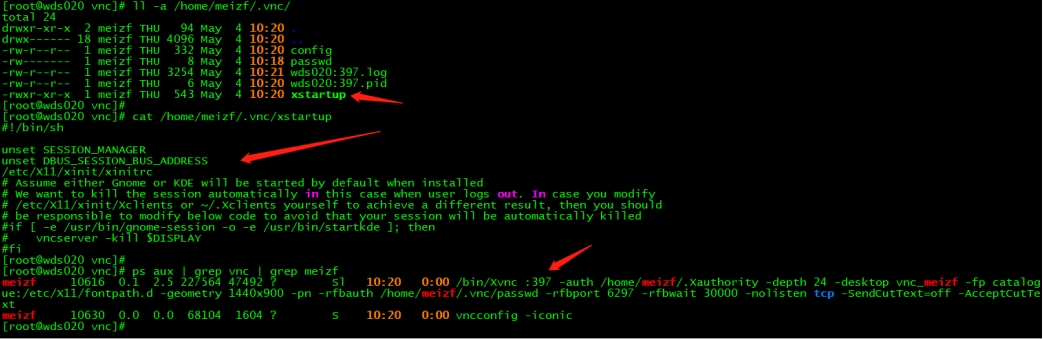 [root@wds020 vnc]# ll -a /home/meizf/.vnc/
total 24
drwxr-xr-x  2 meizf THU   94 May  4 10:20 .
drwx------ 18 meizf THU 4096 May  4 10:20 ..
-rw-r--r--  1 meizf THU  332 May  4 10:20 config
-rw-------  1 meizf THU    8 May  4 10:18 passwd
-rw-r--r--  1 meizf THU 3254 May  4 10:21 wds020:397.log
-rw-r--r--  1 meizf THU    6 May  4 10:20 wds020:397.pid
-rwxr-xr-x  1 meizf THU  543 May  4 10:20 xstartup
[root@wds020 vnc]#
[root@wds020 vnc]# cat /home/meizf/.vnc/xstartup
#!/bin/sh
unset SESSION_MANAGER
unset DBUS_SESSION_BUS_ADDRESS
/etc/X11/xinit/xinitrc
# Assume either Gnome or KDE will be started by default when installed
# We want to kill the session automatically in this case when user logs out. In case you modify
# /etc/X11/xinit/Xclients or ~/.Xclients yourself to achieve a different result, then you should
# be responsible to modify below code to avoid that your session will be automatically killed
#if [ -e /usr/bin/gnome-session -o -e /usr/bin/startkde ]; then
#    vncserver -kill $DISPLAY
#fi
[root@wds020 vnc]#
[root@wds020 vnc]# ps aux | grep vnc | grep meizf
meizf    10616  0.1  2.5 227564 47492 ?        Sl   10:20   0:00 /bin/Xvnc :397 -auth /home/meizf/.Xauthority -depth 24 -desktop vnc_meizf -fp catalog
ue:/etc/X11/fontpath.d -geometry 1440x900 -pn -rfbauth /home/meizf/.vnc/passwd -rfbport 6297 -rfbwait 30000 -nolisten tcp -SendCutText=off -AcceptCutTe
xt
meizf    10630  0.0  0.0  68104  1604 ?        S    10:20   0:00 vncconfig -iconic
[root@wds020 vnc]#